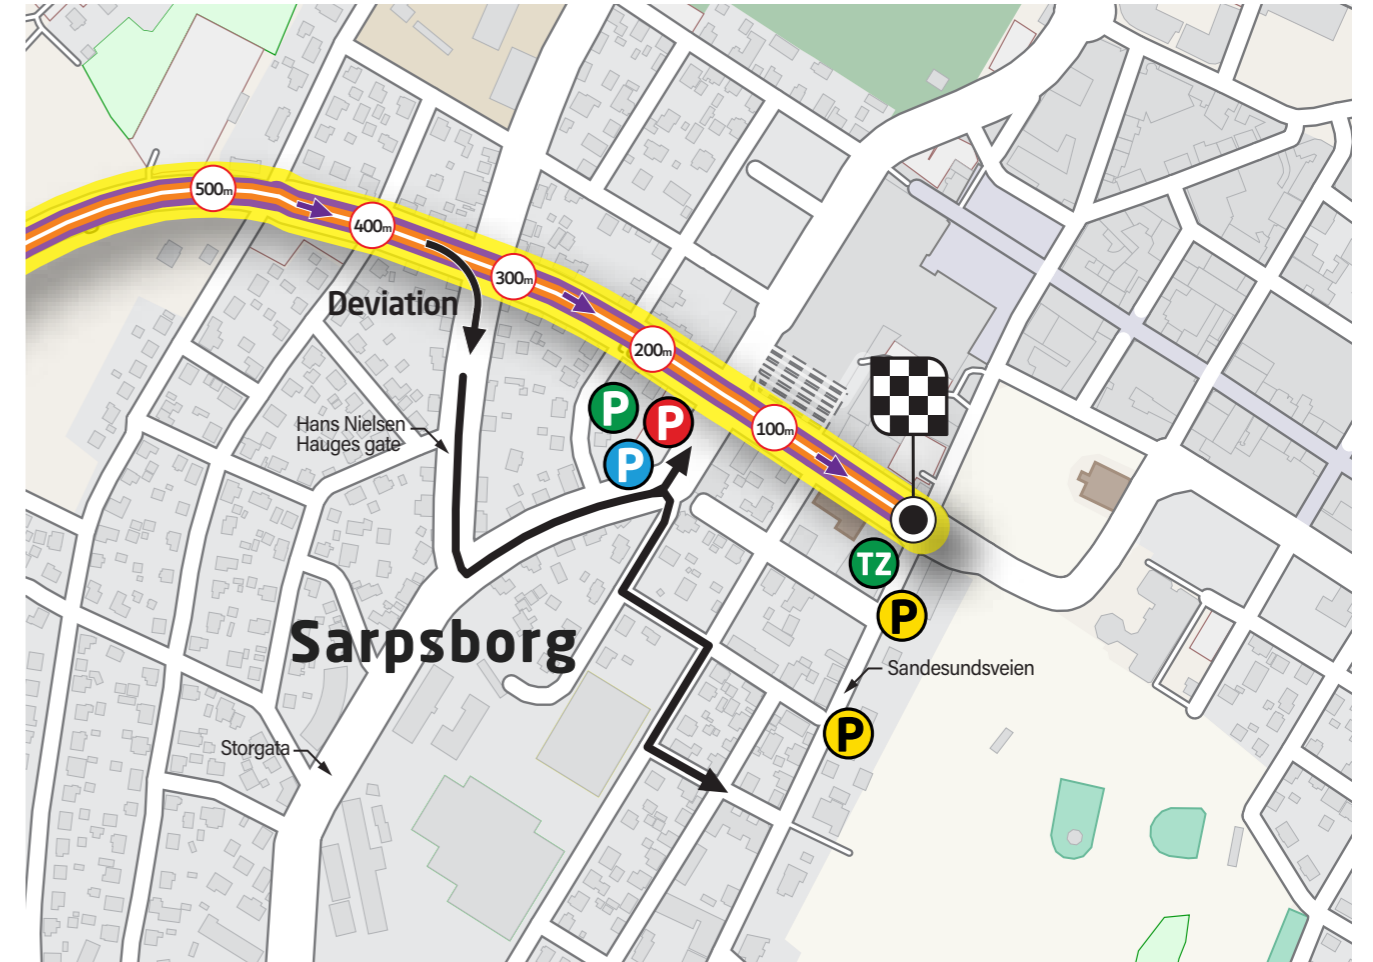 500m
400m
300m
Deviation
200m
P
P
100m
Hans Nielsen
Hauges gate
P
TZ
P
Sarpsborg
Sandesundsveien
P
Storgata